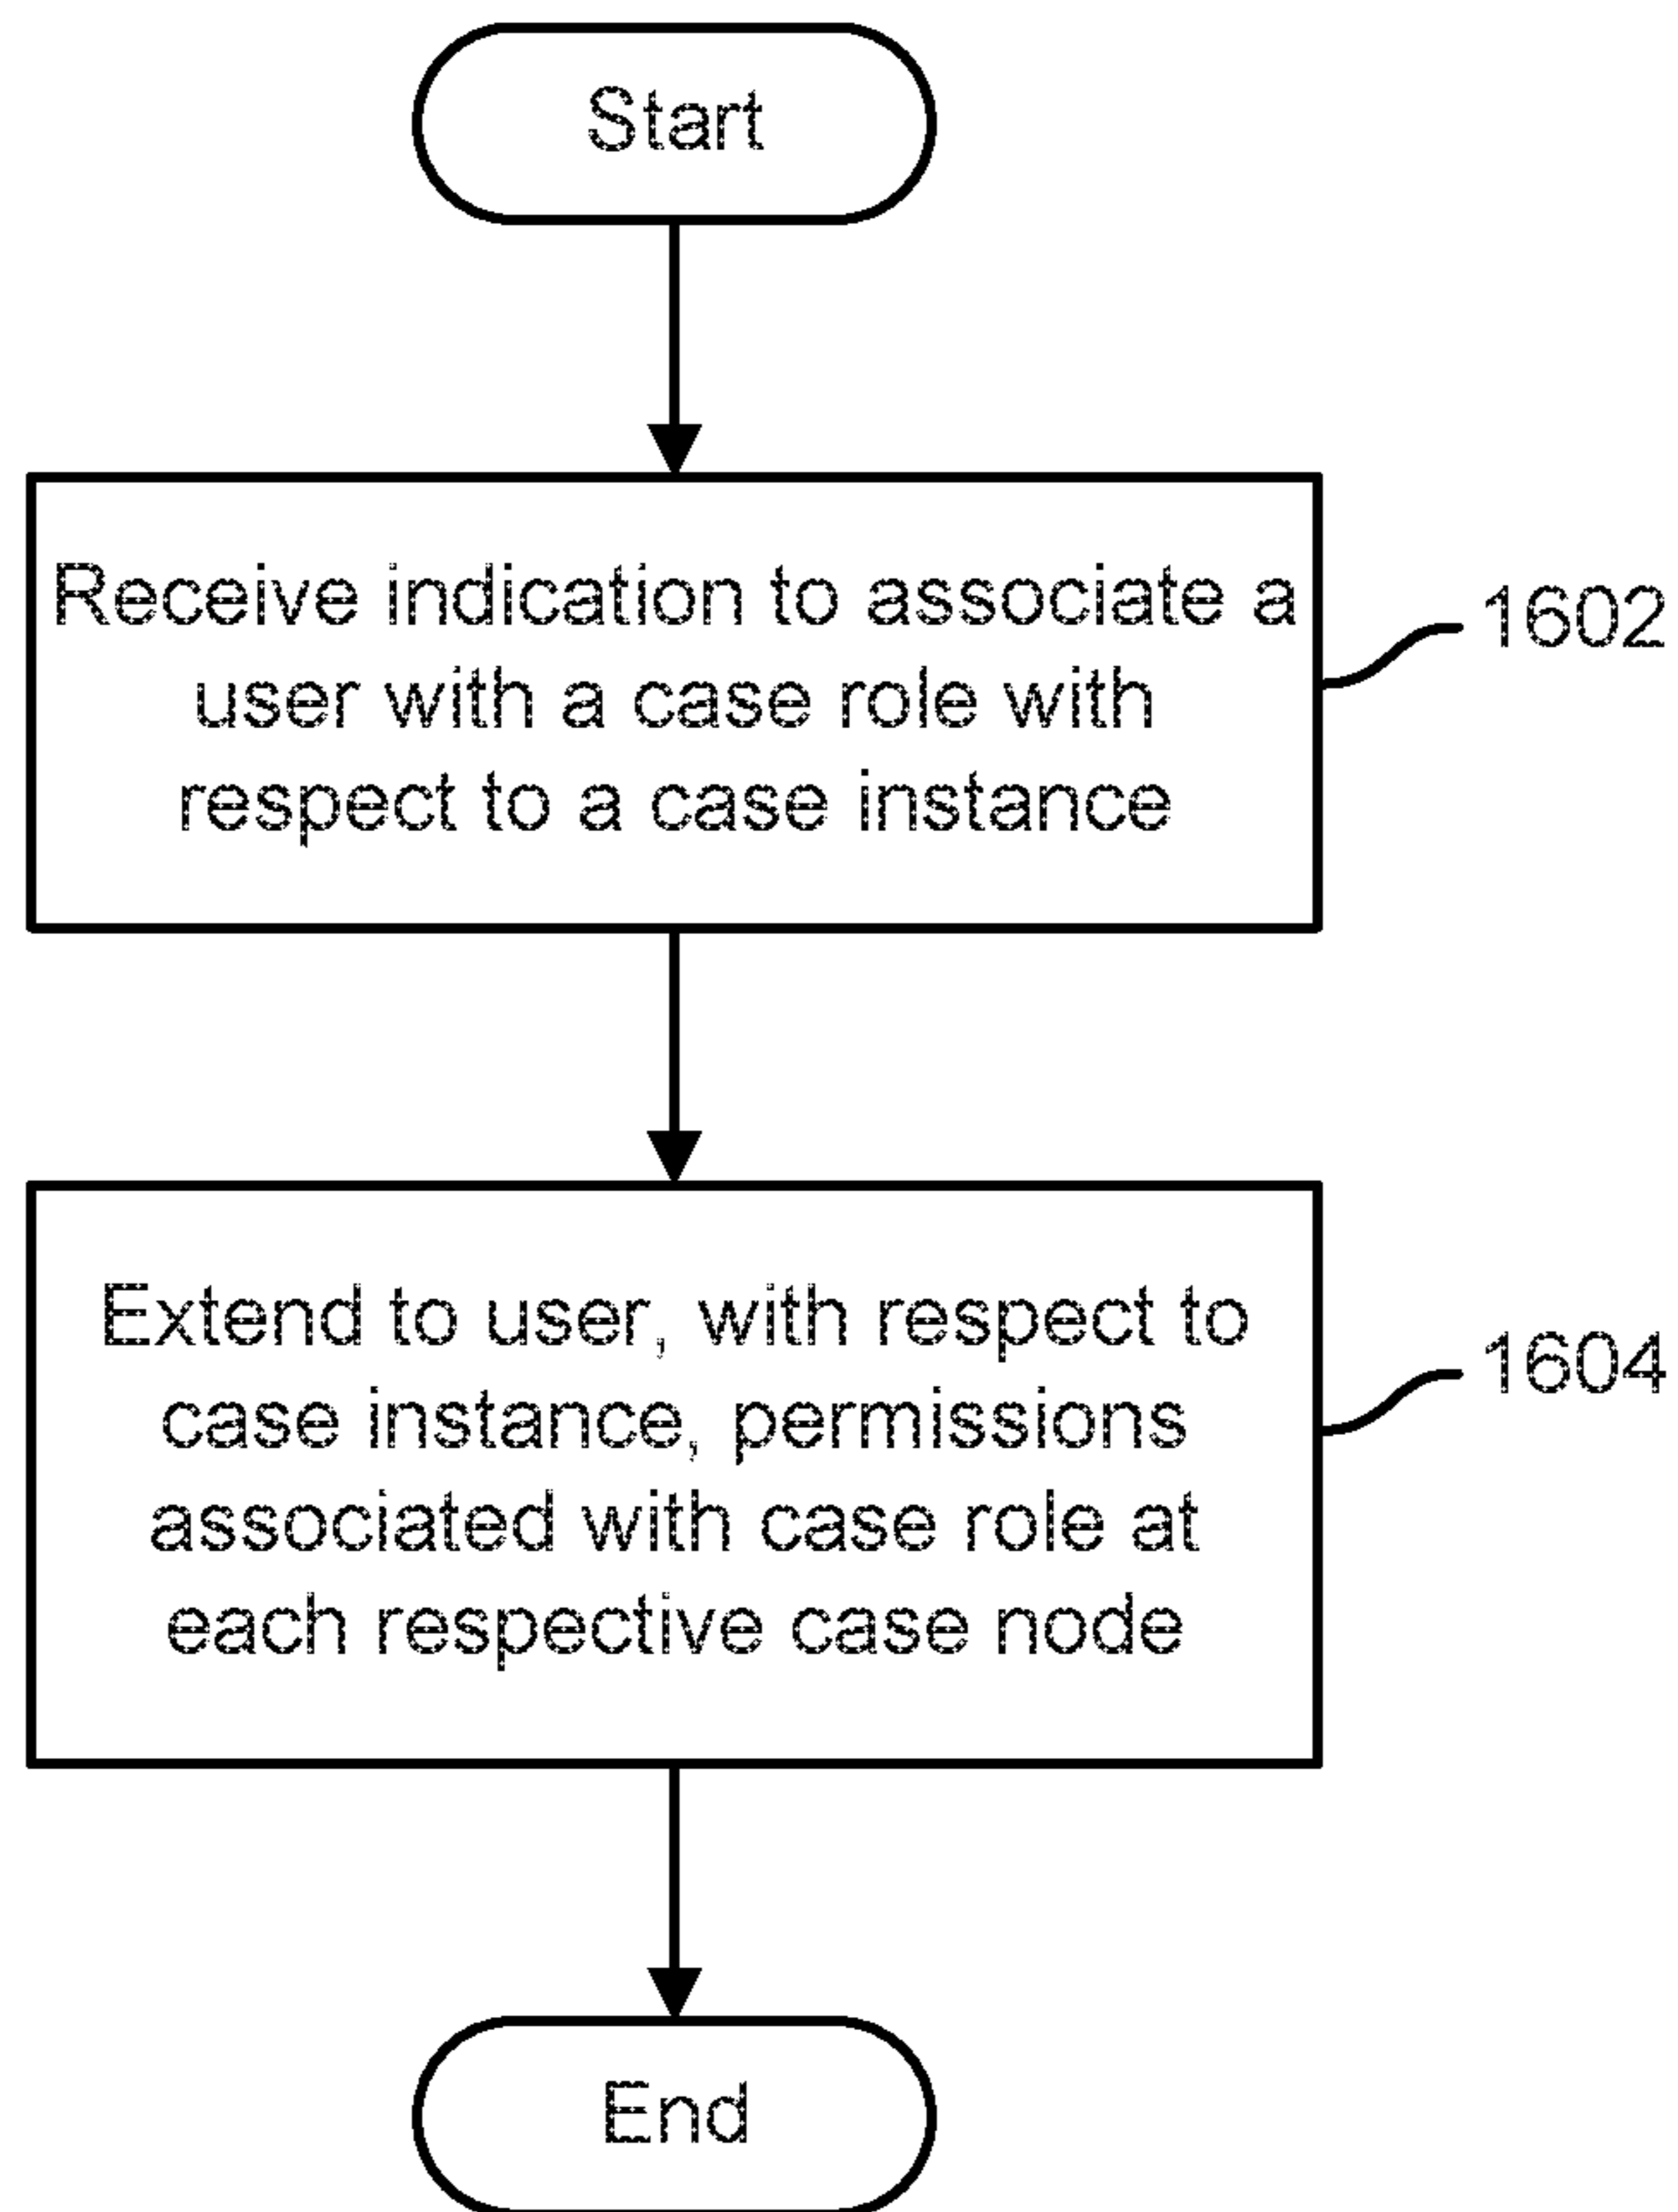 Start
Receive indication to associate a
user with a case role with
respect to a case instance
1602
Extend to user, with respect to
case instance, permissions
associated with case role at
each respective case node
1604
End